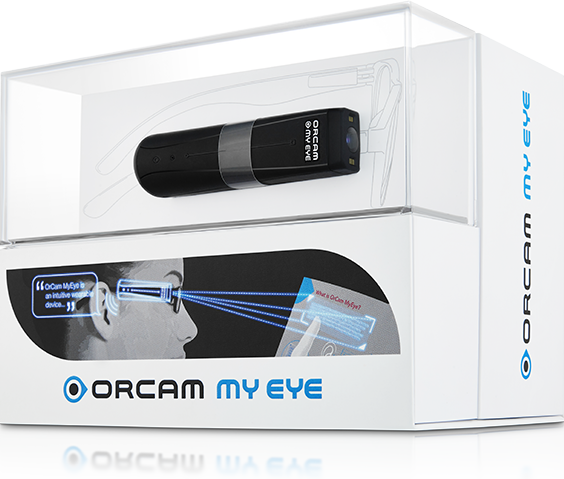 ORCAM
MY EYE
ORCAM MY EYE
“ OrCam MyEye is
an intuitive wearable
device... ”
What is OrCam MyEye?
ORCAM MY EYE